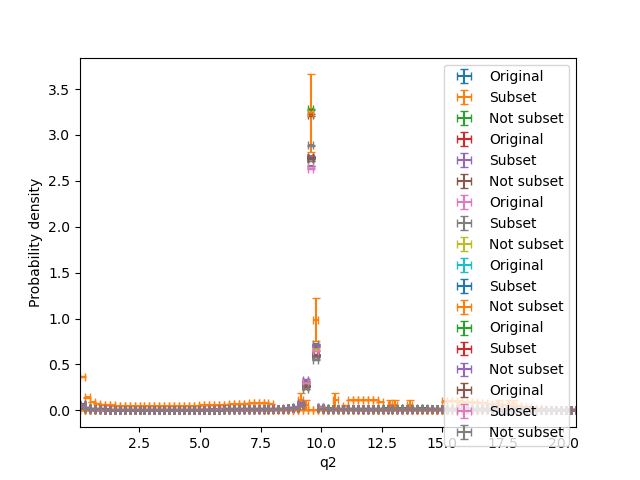 3.5
3.0
2.5
2.0
1.5
1.0
0.5
0.0
Probability density
2.5
5.0
7.5
10.0
12.5
15.0
17.5
20.0
q2
Original
Subset
Not subset
Original
Subset
Not subset
Original
Subset
Not subset
Original
Subset
Not subset
Original
Subset
Not subset
Original
Subset
Not subset